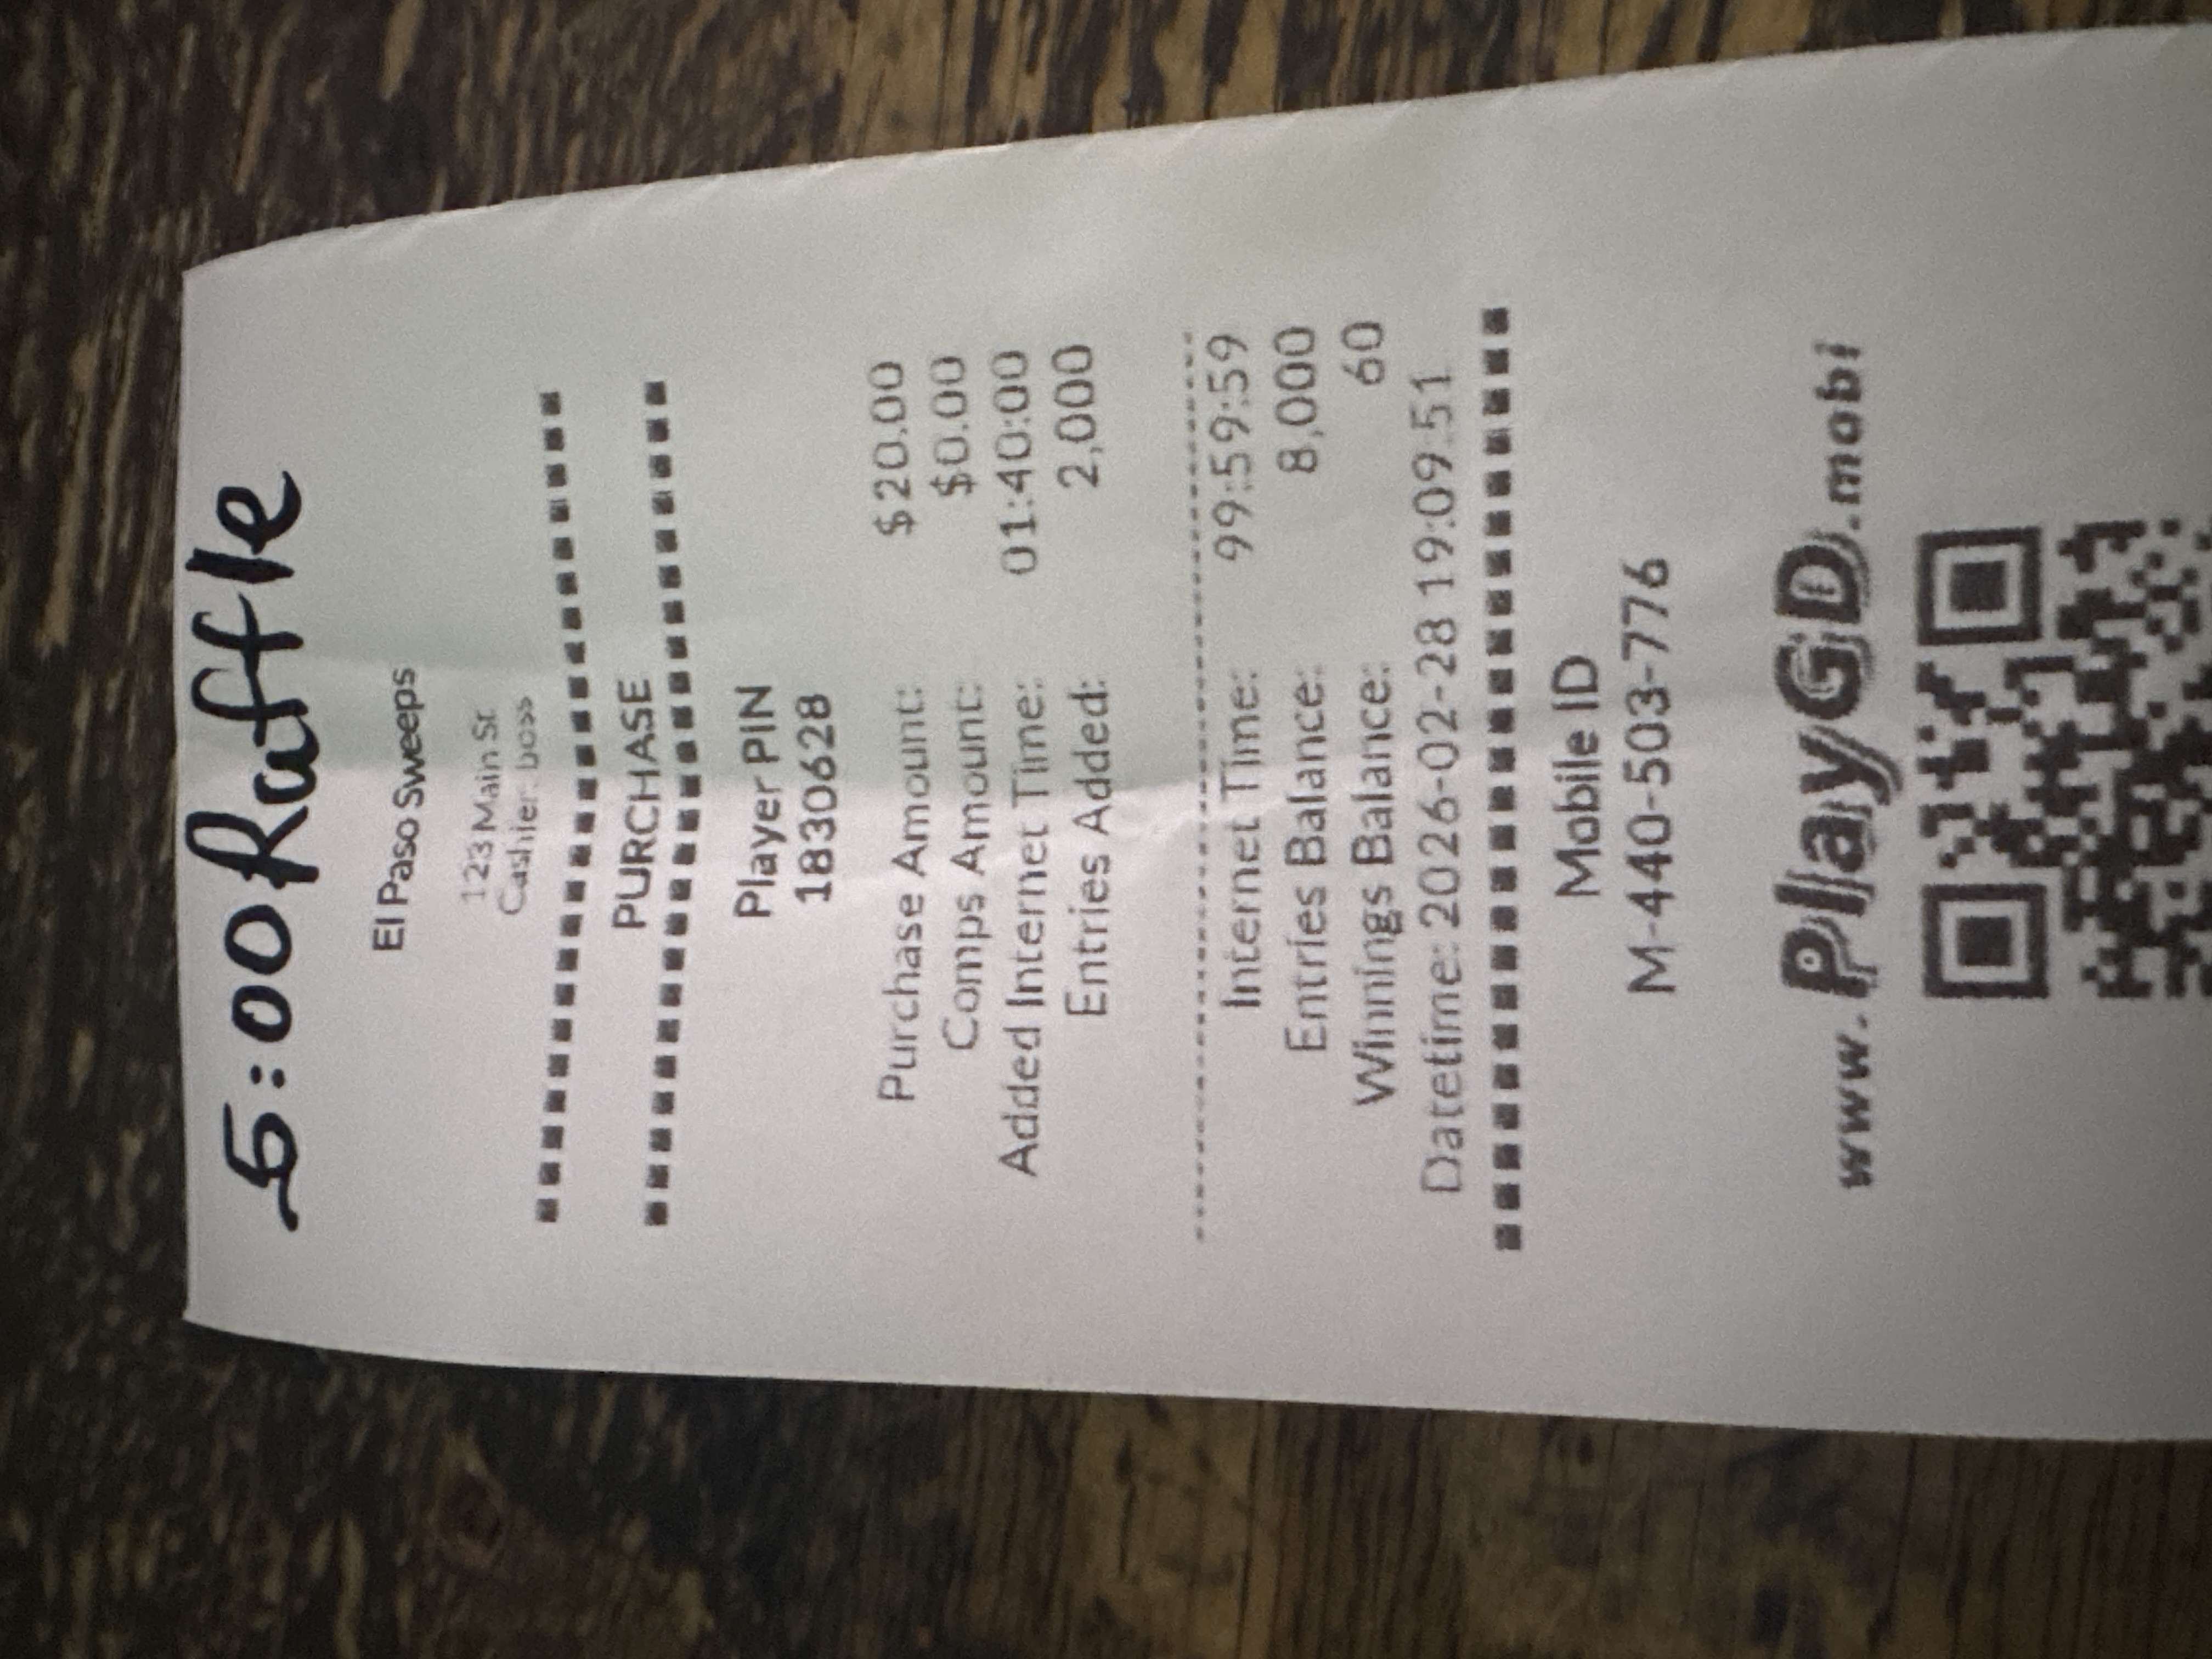 5:00 Raffle
El Paso Sweeps
123 Main St
Cashier: boss
PURCHASE
Player PIN
1830628
Purchase Amount: $20.00
Comps Amount: $0.00
Added Internet Time: 01:40:00
Entries Added: 2,000
Internet Time: 99:59:59
Entries Balance: 8,000
Winnings Balance: 60
Datetime: 2026-02-28 19:09:51
Mobile ID
M-440-503-776
www.PlayGD.mobi